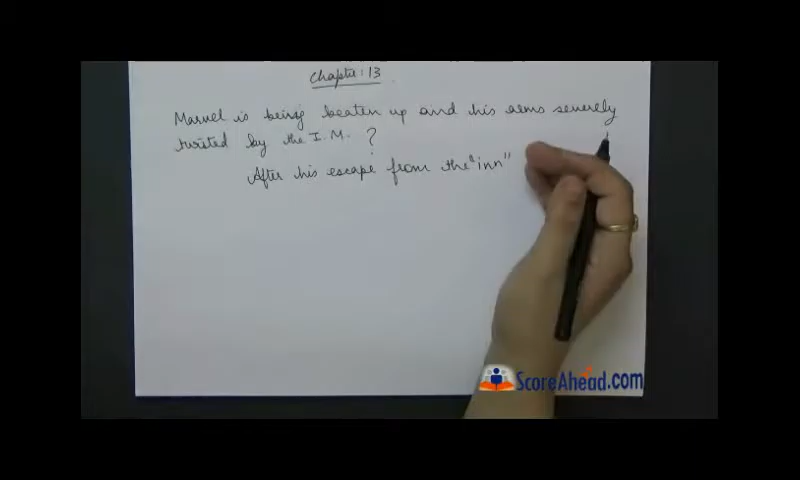 Chapter: 13
Marvel is being beaten up and his arms severely
twisted by the I.M. ?
After his escape from the "inn"
ScoreAhead.com